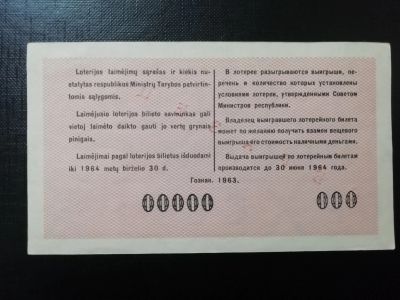 Loterijos laimėjimų sąrašas ir kiekis nu-
statytas respublikos Ministrų Tarybos patvirtin-
tomis sąlygomis.
Laimėjusio loterijos bilieto savininkas gali
vietoj laimėto daikto gauti jo vertę grynais
pinigais.
Laimėjimai pagal loterijos bilietus išduodami
iki 1964 metų birželio 30 d.
В лотерее разыгрываются выигрыши, пе-
речень и количество которых установлены
условиями лотереи, утвержденными Советом
Министров республики.
Владелец выигравшего лотерейного билета
может по желанию получить взамен вещевого
выигрыша его стоимость наличными деньгами.
Выдача выигрышей по лотерейным билетам
производится до 30 июня 1964 года.
Гознак. 1963.
00000 000